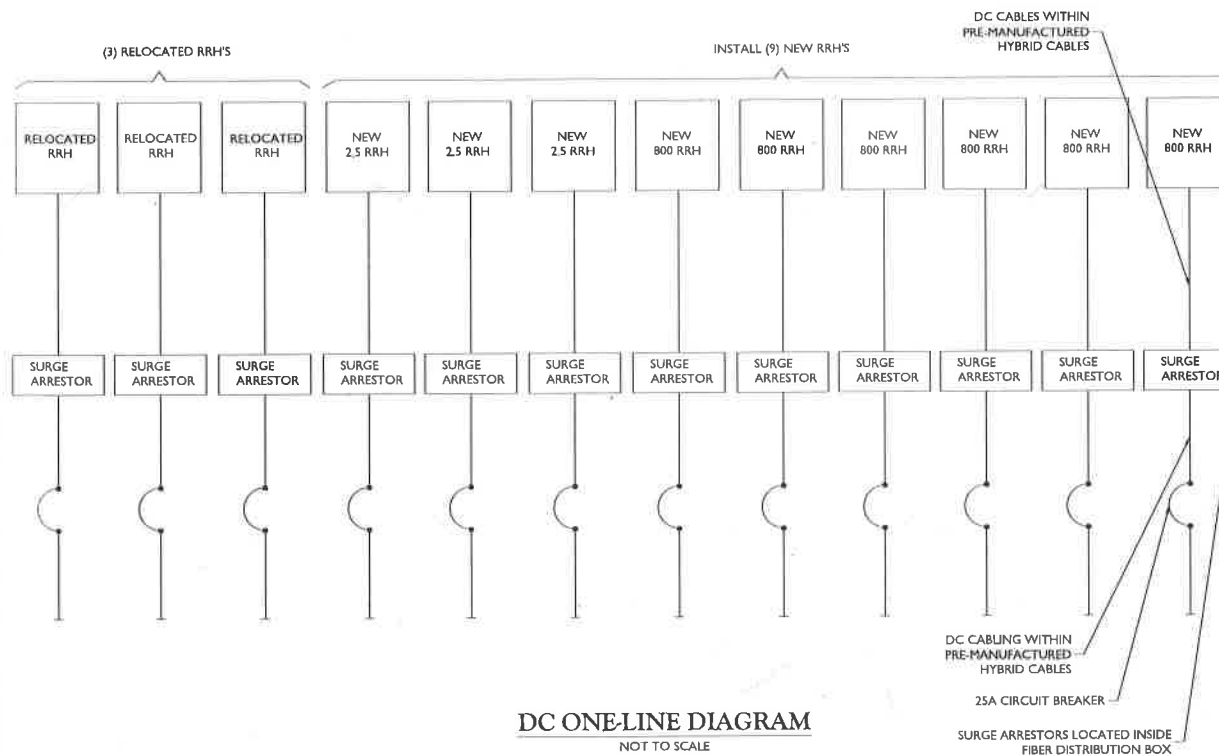 DC CABLES WITHIN
PRE-MANUFACTURED
HYBRID CABLES
(3) RELOCATED RRH'S
INSTALL (9) NEW RRH'S
RELOCATED
RRH
RELOCATED
RRH
RELOCATED
RRH
NEW
2.5 RRH
NEW
2.5 RRH
NEW
2.5 RRH
NEW
800 RRH
NEW
800 RRH
NEW
800 RRH
NEW
800 RRH
NEW
800 RRH
NEW
800 RRH
SURGE
ARRESTOR
SURGE
ARRESTOR
SURGE
ARRESTOR
SURGE
ARRESTOR
SURGE
ARRESTOR
SURGE
ARRESTOR
SURGE
ARRESTOR
SURGE
ARRESTOR
SURGE
ARRESTOR
SURGE
ARRESTOR
SURGE
ARRESTOR
SURGE
ARRESTOR
DC CABLING WITHIN
PRE-MANUFACTURED
HYBRID CABLES
25A CIRCUIT BREAKER
SURGE ARRESTORS LOCATED INSIDE
FIBER DISTRIBUTION BOX
DC ONE-LINE DIAGRAM
NOT TO SCALE